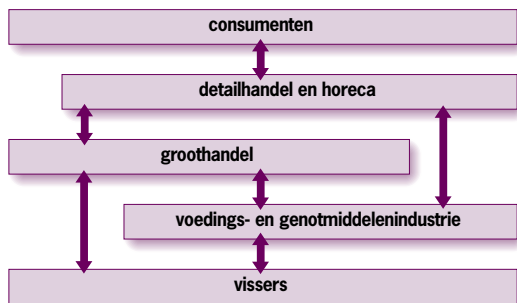 consumenten
detailhandel en horeca
groothandel
voedings- en genotmiddelenindustrie
vissers